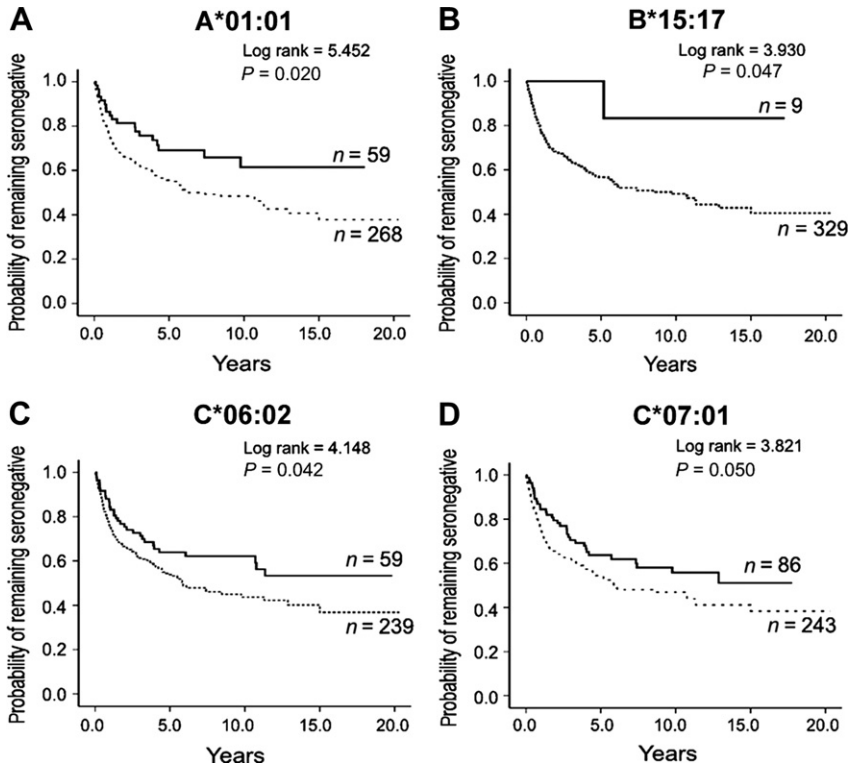 A
A*01:01
Log rank = 5.452
P = 0.020
Probability of remaining seronegative
1.0
0.8
0.6
0.4
0.2
0.0
n = 59
n = 268
0.0 5.0 10.0 15.0 20.0
Years
B
B*15:17
Log rank = 3.930
P = 0.047
Probability of remaining seronegative
1.0
0.8
0.6
0.4
0.2
0.0
n = 9
n = 329
0.0 5.0 10.0 15.0 20.0
Years
C
C*06:02
Log rank = 4.148
P = 0.042
Probability of remaining seronegative
1.0
0.8
0.6
0.4
0.2
0.0
n = 59
n = 239
0.0 5.0 10.0 15.0 20.0
Years
D
C*07:01
Log rank = 3.821
P = 0.050
Probability of remaining seronegative
1.0
0.8
0.6
0.4
0.2
0.0
n = 86
n = 243
0.0 5.0 10.0 15.0 20.0
Years